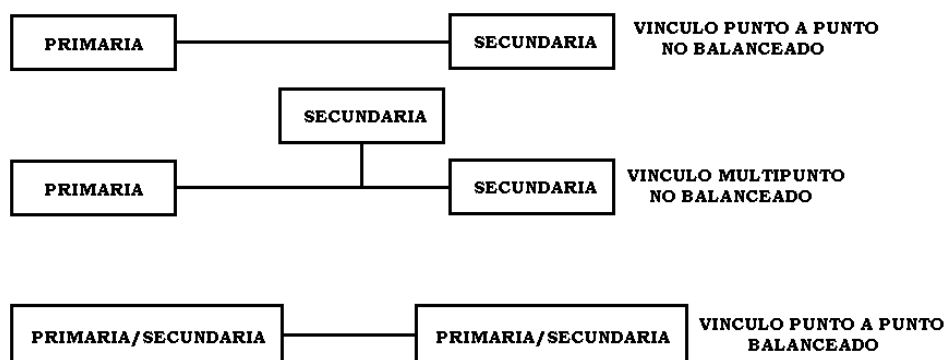 PRIMARIA
SECUNDARIA
VINCULO PUNTO A PUNTO
NO BALANCEADO
SECUNDARIA
PRIMARIA
SECUNDARIA
VINCULO MULTIPUNTO
NO BALANCEADO
PRIMARIA/SECUNDARIA
PRIMARIA/SECUNDARIA
VINCULO PUNTO A PUNTO
BALANCEADO